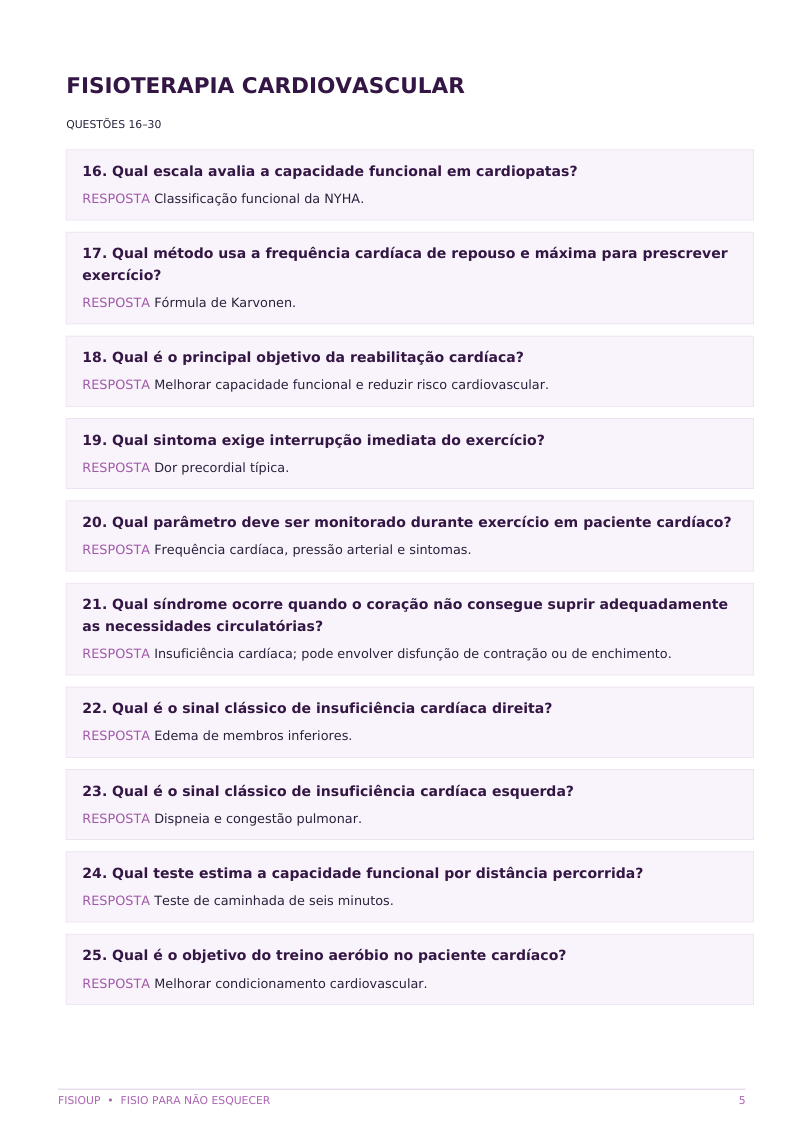 FISIOTERAPIA CARDIOVASCULAR
QUESTÕES 16–30
16. Qual escala avalia a capacidade funcional em cardiopatas?
RESPOSTA Classificação funcional da NYHA.
17. Qual método usa a frequência cardíaca de repouso e máxima para prescrever
exercício?
RESPOSTA Fórmula de Karvonen.
18. Qual é o principal objetivo da reabilitação cardíaca?
RESPOSTA Melhorar capacidade funcional e reduzir risco cardiovascular.
19. Qual sintoma exige interrupção imediata do exercício?
RESPOSTA Dor precordial típica.
20. Qual parâmetro deve ser monitorado durante exercício em paciente cardíaco?
RESPOSTA Frequência cardíaca, pressão arterial e sintomas.
21. Qual síndrome ocorre quando o coração não consegue suprir adequadamente
as necessidades circulatórias?
RESPOSTA Insuficiência cardíaca; pode envolver disfunção de contração ou de enchimento.
22. Qual é o sinal clássico de insuficiência cardíaca direita?
RESPOSTA Edema de membros inferiores.
23. Qual é o sinal clássico de insuficiência cardíaca esquerda?
RESPOSTA Dispneia e congestão pulmonar.
24. Qual teste estima a capacidade funcional por distância percorrida?
RESPOSTA Teste de caminhada de seis minutos.
25. Qual é o objetivo do treino aeróbio no paciente cardíaco?
RESPOSTA Melhorar condicionamento cardiovascular.
FISIOUP • FISIO PARA NÃO ESQUECER 5